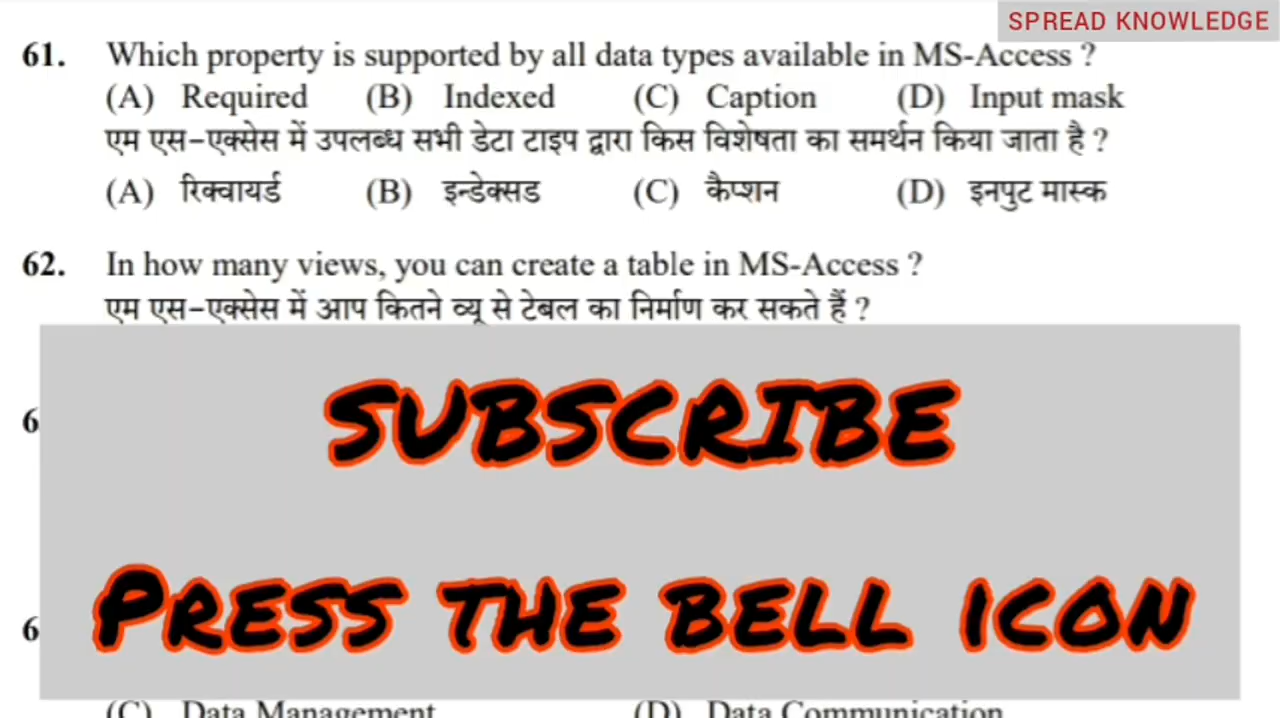 SPREAD KNOWLEDGE
61. Which property is supported by all data types available in MS-Access ?
(A) Required (B) Indexed (C) Caption (D) Input mask
एम एस-एक्सेस में उपलब्ध सभी डेटा टाइप द्वारा किस विशेषता का समर्थन किया जाता है ?
(A) रिक्वायर्ड (B) इन्डेक्सड (C) कैप्शन (D) इनपुट मास्क
62. In how many views, you can create a table in MS-Access ?
एम एस-एक्सेस में आप कितने व्यू से टेबल का निर्माण कर सकते हैं ?
6
SUBSCRIBE
PRESS THE BELL ICON
6
(C) Data Management (D) Data Communication